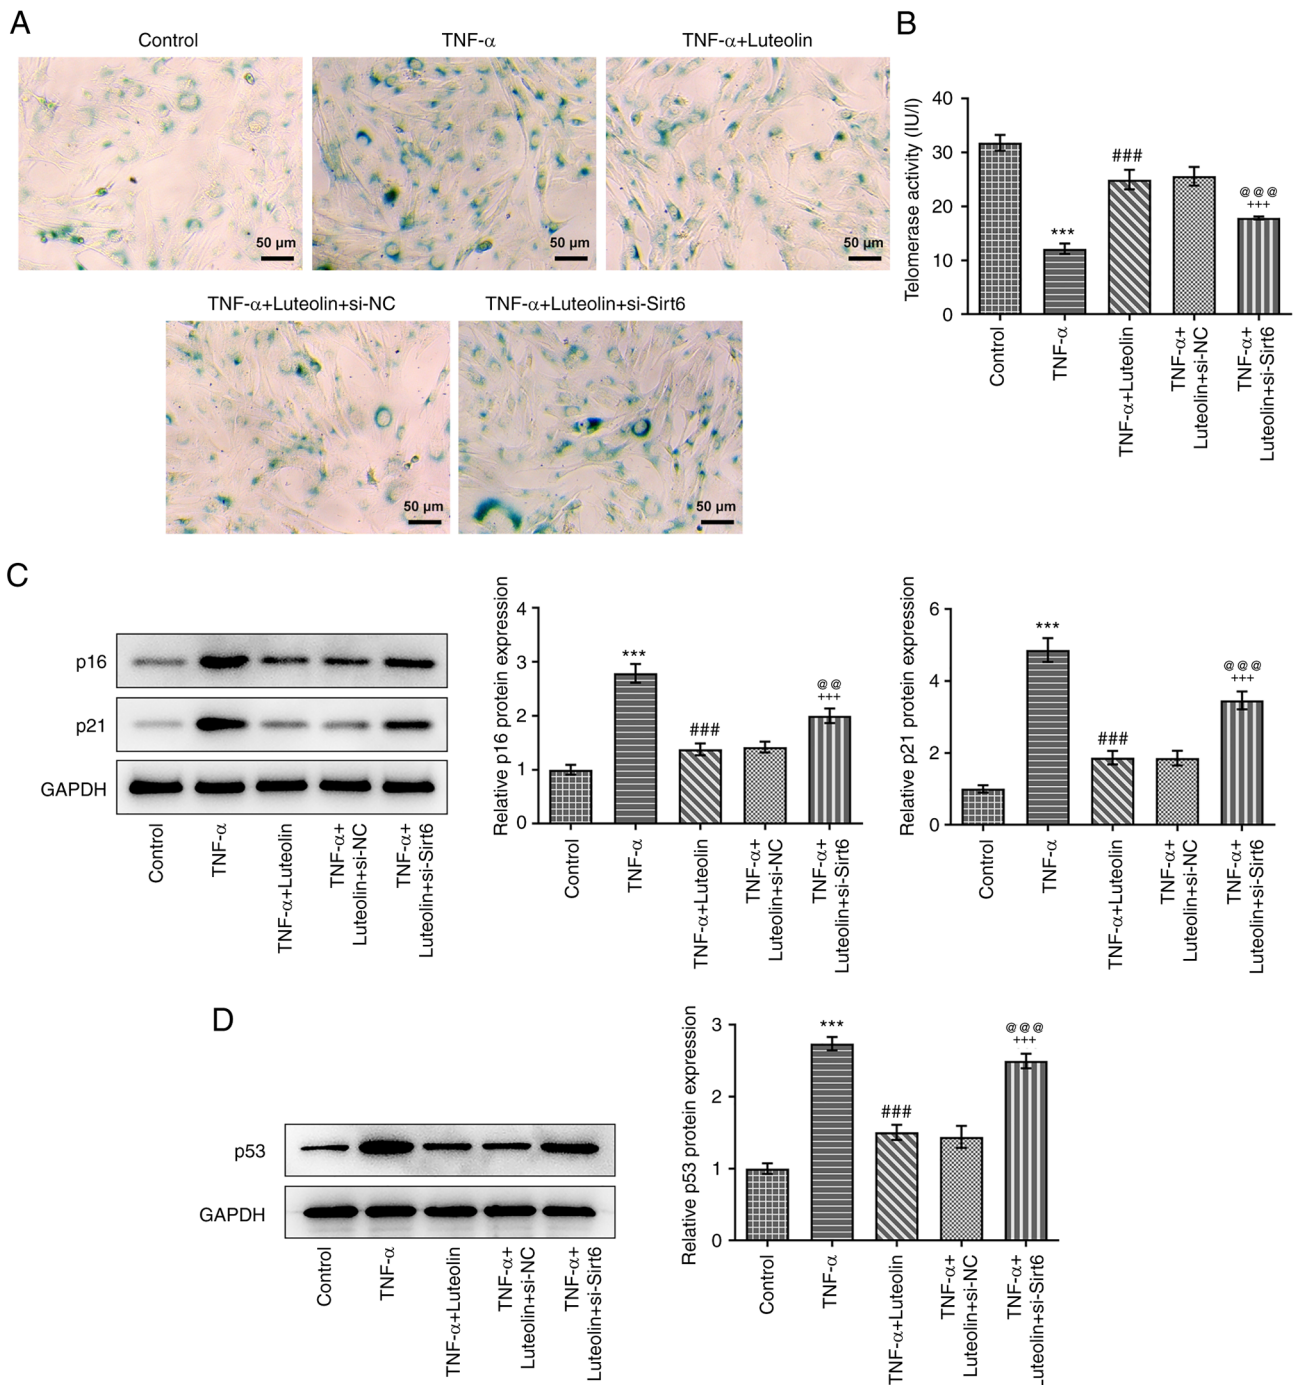 A
Control
TNF-α
TNF-α+Luteolin
50 µm
50 µm
50 µm
TNF-α+Luteolin+si-NC
TNF-α+Luteolin+si-Sirt6
50 µm
50 µm
B
Telomerase activity (IU/l)
40
30
20
10
0
***
###
@@@
+++
Control
TNF-α
TNF-α+Luteolin
TNF-α+
Luteolin+si-NC
TNF-α+
Luteolin+si-Sirt6
C
p16
p21
GAPDH
Control
TNF-α
TNF-α+Luteolin
TNF-α+
Luteolin+si-NC
TNF-α+
Luteolin+si-Sirt6
Relative p16 protein expression
4
3
2
1
0
***
###
@@
+++
Control
TNF-α
TNF-α+Luteolin
TNF-α+
Luteolin+si-NC
TNF-α+
Luteolin+si-Sirt6
Relative p21 protein expression
6
4
2
0
***
###
@@@
+++
Control
TNF-α
TNF-α+Luteolin
TNF-α+
Luteolin+si-NC
TNF-α+
Luteolin+si-Sirt6
D
p53
GAPDH
Control
TNF-α
TNF-α+Luteolin
TNF-α+
Luteolin+si-NC
TNF-α+
Luteolin+si-Sirt6
Relative p53 protein expression
3
2
1
0
***
###
@@@
+++
Control
TNF-α
TNF-α+Luteolin
TNF-α+
Luteolin+si-NC
TNF-α+
Luteolin+si-Sirt6